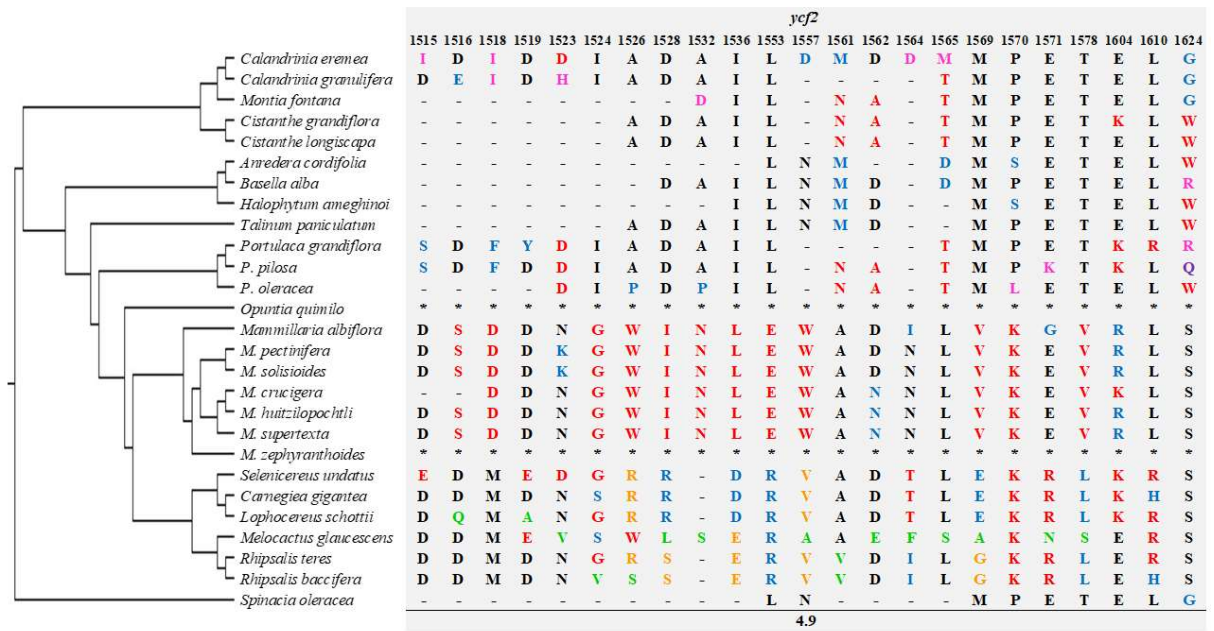 ycf2
1515 1516 1518 1519 1523 1524 1526 1528 1532 1536 1553 1557 1561 1562 1564 1565 1569 1570 1571 1578 1604 1610 1624
Calandrinia eremea I D I D D I A D A I L D M D D M M P E T E L G
Calandrinia granulifera D E I D H I A D A I L - - - - T M P E T E L G
Montia fontana - - - - - - - - D I L - N A - T M P E T E L G
Cistanthe grandiflora - - - - - - A D A I L - N A - T M P E T K L W
Cistanthe longiscapa - - - - - - A D A I L - N A - T M P E T E L W
Anredera cordifolia - - - - - - - - - - L N M - - D M S E T E L W
Basella alba - - - - - - - D A I L N M D - D M P E T E L R
Halophytum ameghinoi - - - - - - - - - I L N M D - - M S E T E L W
Talinum paniculatum - - - - - - A D A I L N M D - - M P E T E L W
Portulaca grandiflora S D F Y D I A D A I L - - - - T M P E T K R R
P. pilosa S D F D D I A D A I L - N A - T M P K T K L Q
P. oleracea - - - - D I P D P I L - N A - T M L E T E L W
Opuntia quimilo * * * * * * * * * * * * * * * * * * * * * * *
Mammillaria albiflora D S D D N G W I N L E W A D I L V K G V R L S
M. pectinifera D S D D K G W I N L E W A D N L V K E V R L S
M. solisioides D S D D K G W I N L E W A D N L V K E V R L S
M. crucigera - - D D N G W I N L E W A N N L V K E V K L S
M. huitzilopochtli D S D D N G W I N L E W A N N L V K E V R L S
M. supertexta D S D D N G W I N L E W A N N L V K E V R L S
M. zephyranthoides * * * * * * * * * * * * * * * * * * * * * * *
Selenicereus undatus E D M E D G R R - D R V A D T L E K R L K R S
Carnegiea gigantea D D M D N S R R - D R V A D T L E K R L K H S
Lophocereus schottii D Q M A N G R R - D R V A D T L E K R L K R S
Melocactus glaucescens D D M E V S W L S E R A A E F S A K N S E R S
Rhipsalis teres D D M D N G R S - E R V V D I L G K R L E R S
Rhipsalis baccifera D D M D N V S S - E R V V D I L G K R L E H S
Spinacia oleracea - - - - - - - - - - L N - - - - M P E T E L G
4.9